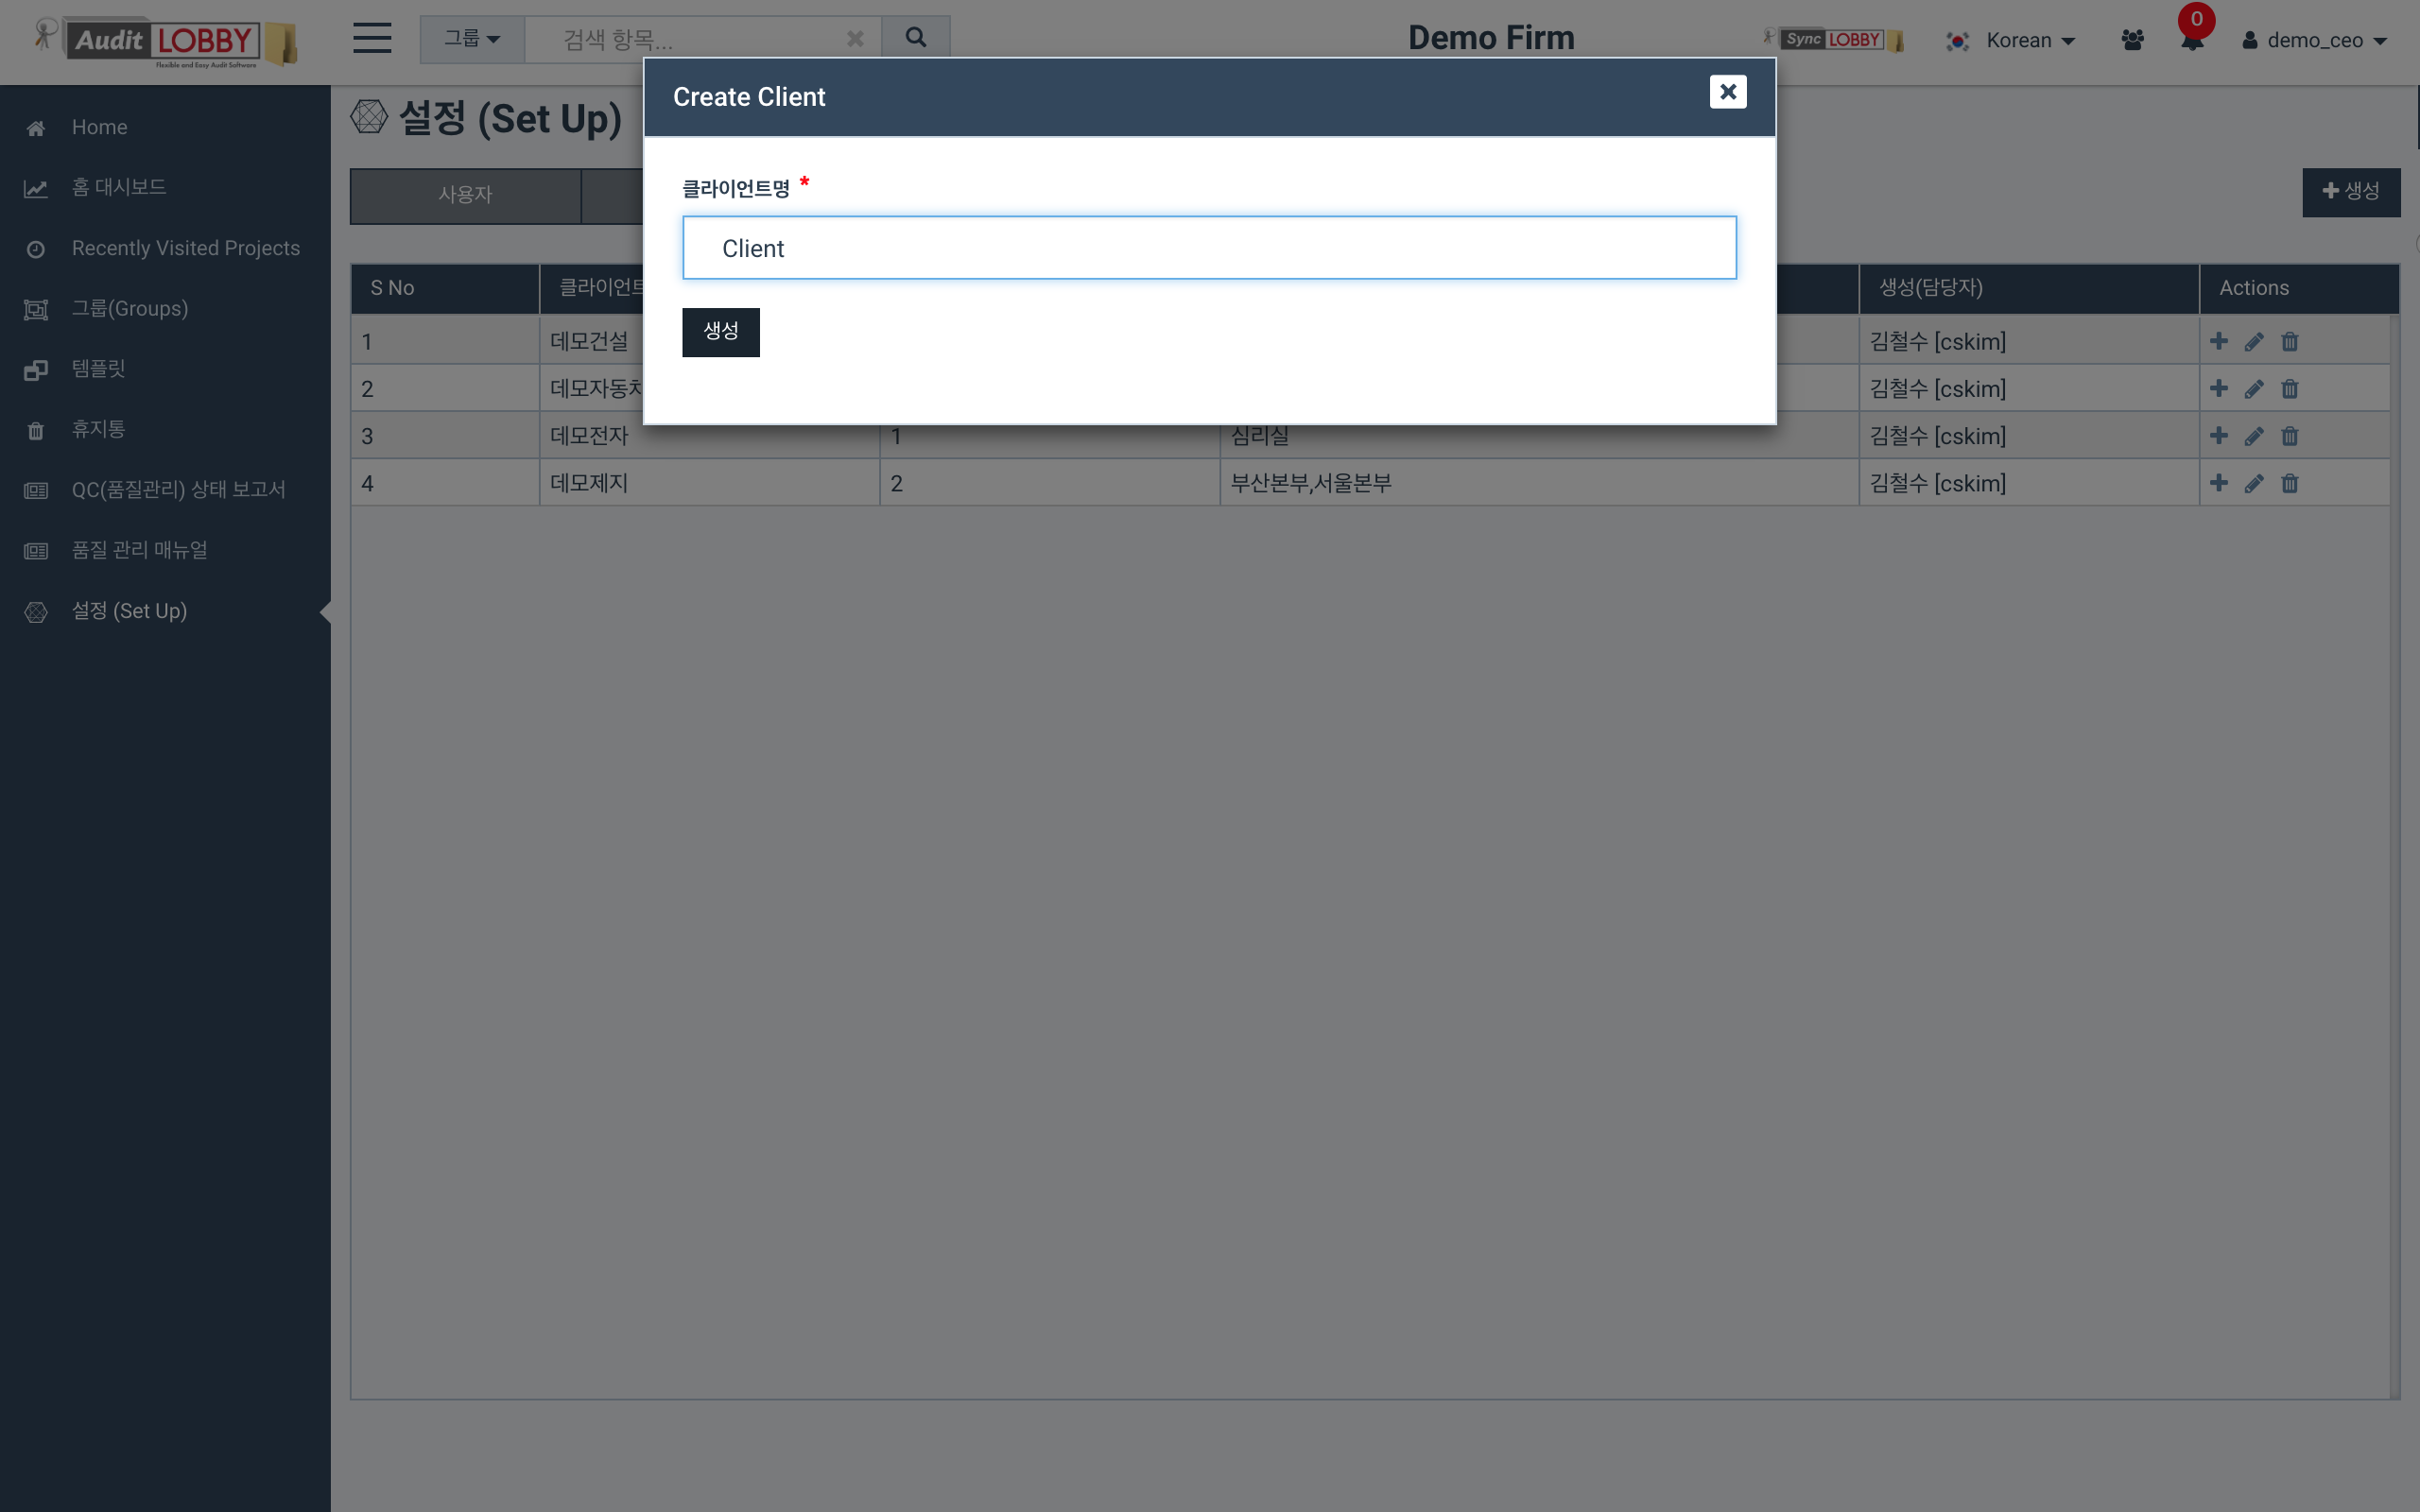 Audit LOBBY
Flexible and Easy Audit Software
그룹
검색 항목...
Demo Firm
Sync LOBBY
Korean
0
demo_ceo
Home
홈 대시보드
Recently Visited Projects
그룹(Groups)
템플릿
휴지통
QC(품질관리) 상태 보고서
품질 관리 매뉴얼
설정 (Set Up)
설정 (Set Up)
사용자
생성
Create Client
클라이언트명 *
Client
생성
S No 클라이언트 생성(담당자) Actions
1 데모건설 김철수 [cskim]
2 데모자동차 김철수 [cskim]
3 데모전자 1 심리실 김철수 [cskim]
4 데모제지 2 부산본부,서울본부 김철수 [cskim]